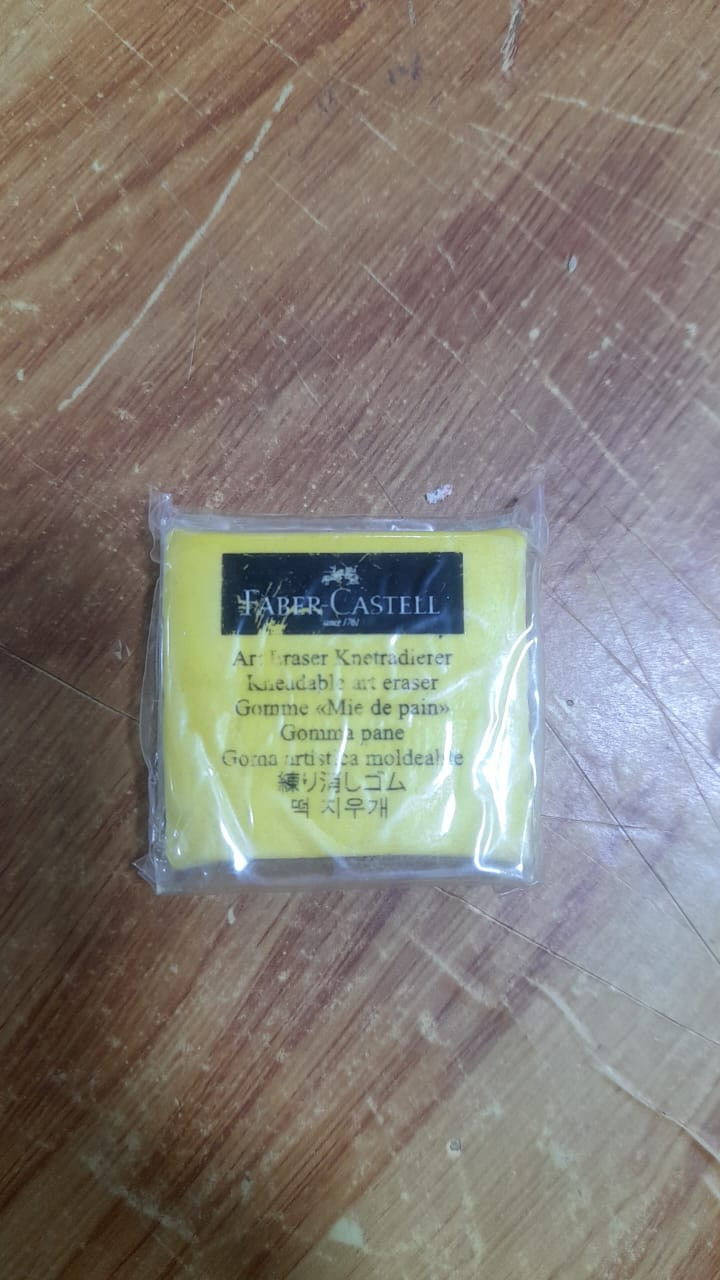 FABER-CASTELL
since 1761
Art Eraser Knetradierer
Kneadable art eraser
Gomme «Mie de pain»
Gomma pane
Goma artistica moldeable
練り消しゴム
떡 지우개